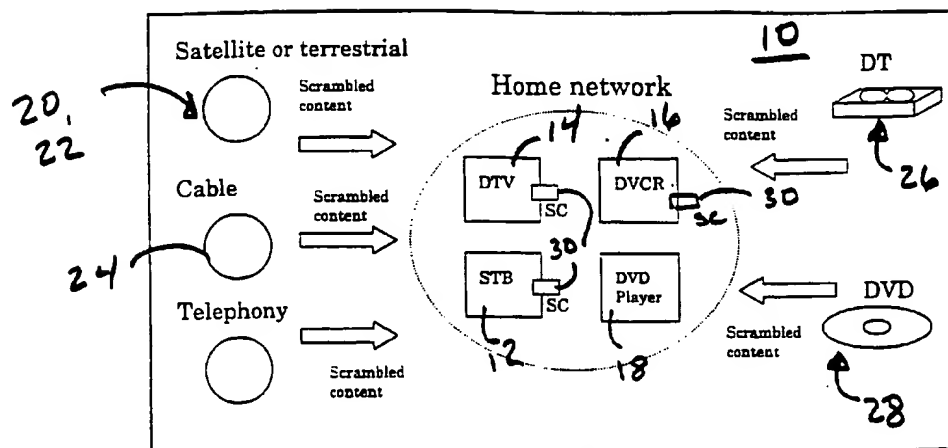 Satellite or terrestrial
20,
22
Scrambled
content
Cable
24
Scrambled
content
Telephony
Scrambled
content
Home network
14
DTV
SC
16
DVCR
SC
30
30
STB
SC
12
DVD
Player
18
10
DT
Scrambled
content
26
DVD
Scrambled
content
28